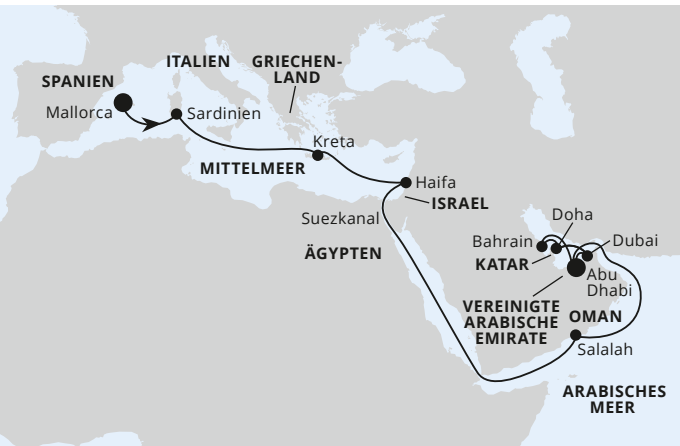 SPANIEN
Mallorca
ITALIEN
Sardinien
GRIECHEN-
LAND
Kreta
MITTELMEER
Haifa
ISRAEL
Suezkanal
ÄGYPTEN
Doha
Bahrain
Dubai
KATAR
Abu
Dhabi
VEREINIGTE
ARABISCHE
EMIRATE
OMAN
Salalah
ARABISCHES
MEER